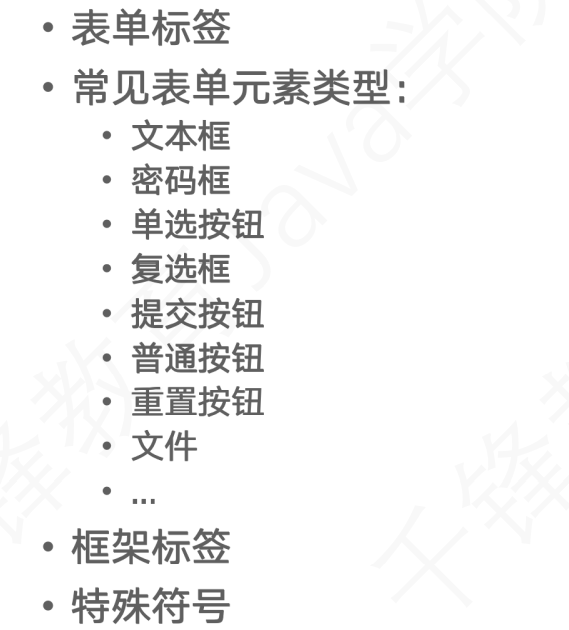 • 表单标签
• 常见表单元素类型：
• 文本框
• 密码框
• 单选按钮
• 复选框
• 提交按钮
• 普通按钮
• 重置按钮
• 文件
• ...
• 框架标签
• 特殊符号
千锋教育Java学院
千锋教